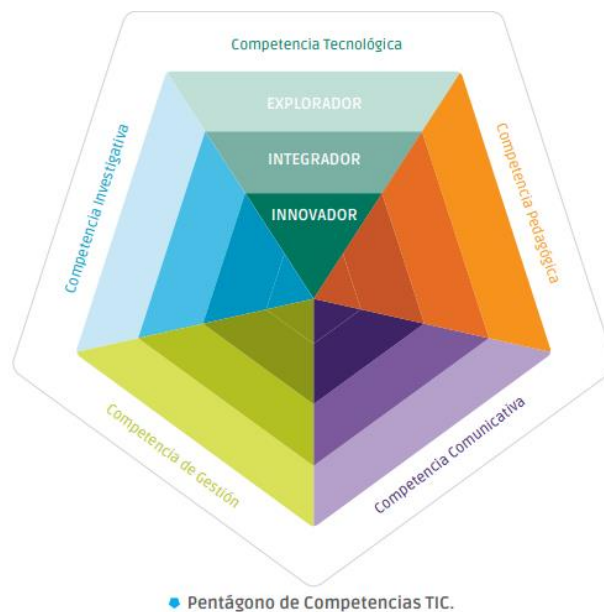 Competencia Tecnológica
EXPLORADOR
INTEGRADOR
INNOVADOR
Competencia Investigativa
Competencia Pedagógica
Competencia de Gestión
Competencia Comunicativa
Pentágono de Competencias TIC.